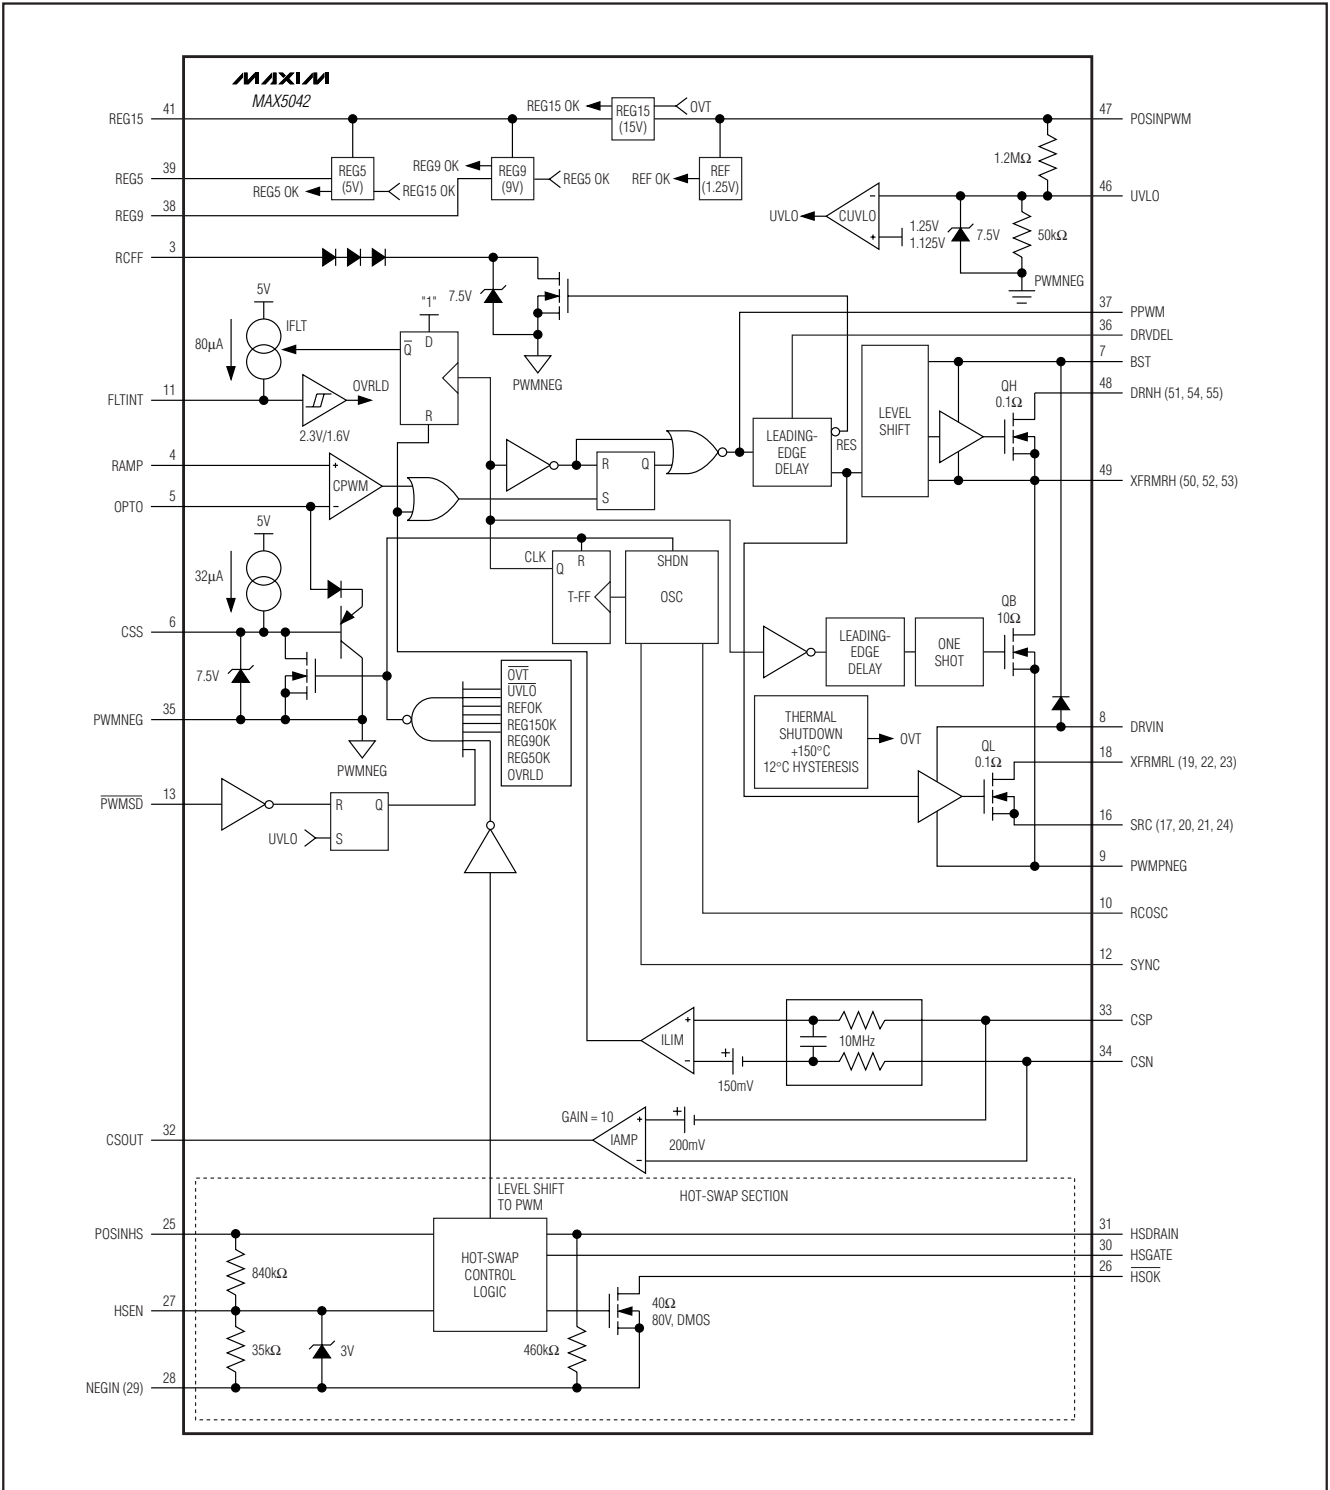 MAXIM
MAX5042
41
REG15
REG15 OK
REG15
(15V)
OVT
47
POSINPWM
39
REG5
REG5
(5V)
REG5 OK
REG15 OK
REG9 OK
REG9
(9V)
REG5 OK
REF OK
REF
(1.25V)
1.2MΩ
46
UVLO
38
REG9
UVLO
CUVLO
-
+
1.25V
1.125V
7.5V
50kΩ
PWMNEG
3
RCFF
7.5V
PWMNEG
37
PPWM
36
DRVDEL
7
BST
5V
IFLT
80µA
"1"
Q
D
R
11
FLTINT
OVRLD
2.3V/1.6V
QH
0.1Ω
48
DRNH (51, 54, 55)
LEVEL
SHIFT
LEADING-
EDGE
DELAY
RES
4
RAMP
5
OPTO
+
CPWM
-
R
Q
S
49
XFRMRH (50, 52, 53)
5V
32µA
CLK
Q
R
T-FF
SHDN
OSC
6
CSS
7.5V
35
PWMNEG
PWMNEG
QB
10Ω
LEADING-
EDGE
DELAY
ONE
SHOT
OVT
UVLO
REFOK
REG15OK
REG9OK
REG5OK
OVRLD
THERMAL
SHUTDOWN
+150°C
12°C HYSTERESIS
OVT
8
DRVIN
QL
0.1Ω
18
XFRMRL (19, 22, 23)
13
PWMSD
R
Q
S
UVLO
16
SRC (17, 20, 21, 24)
9
PWMPNEG
10
RCOSC
12
SYNC
33
CSP
34
CSN
+
ILIM
-
+
150mV
10MHz
32
CSOUT
GAIN = 10
+
IAMP
-
+
200mV
LEVEL SHIFT
TO PWM
HOT-SWAP SECTION
25
POSINHS
840kΩ
HOT-SWAP
CONTROL
LOGIC
31
HSDRAIN
30
HSGATE
26
HSOK
27
HSEN
35kΩ
3V
460kΩ
40Ω
80V, DMOS
28
NEGIN (29)